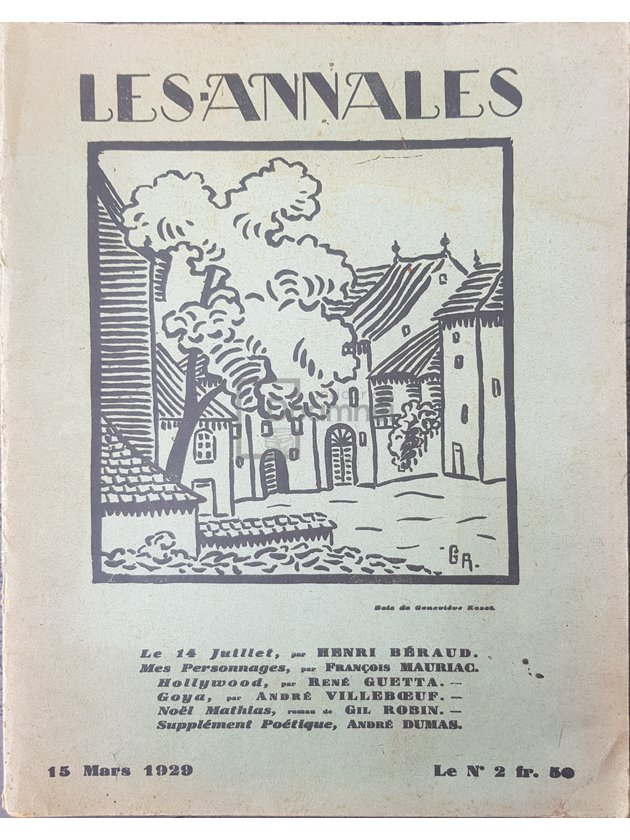 LES·ANNALES
GR.
Bois de Geneviève Rosot.
Le 14 Juillet, par HENRI BÉRAUD.
Mes Personnages, par FRANÇOIS MAURIAC.
Hollywood, par RENÉ GUETTA. —
Goya, par ANDRÉ VILLEBŒUF. —
Noël Mathias, roman de GIL ROBIN. —
Supplément Poétique, ANDRÉ DUMAS.
15 Mars 1929 Le N° 2 fr. 50